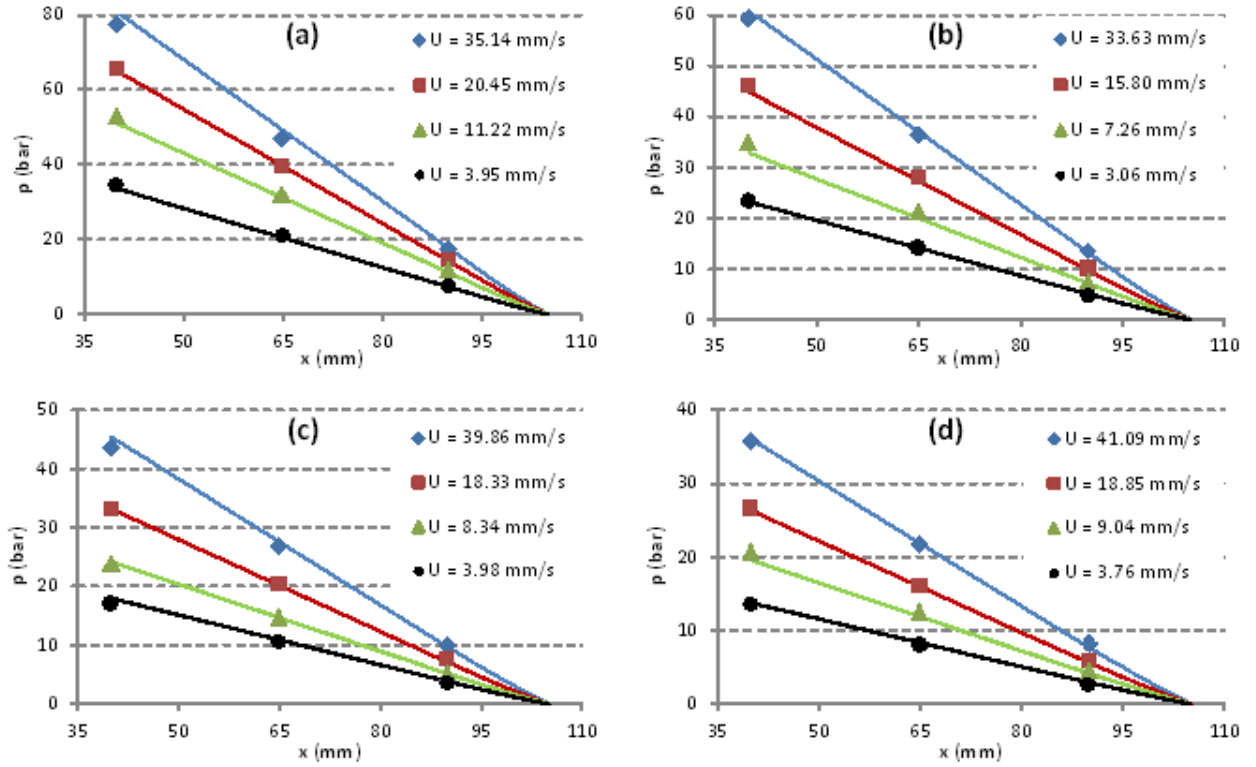 (a)
U = 35.14 mm/s
U = 20.45 mm/s
U = 11.22 mm/s
U = 3.95 mm/s
p (bar)
80
60
40
20
0
35 50 65 80 95 110
x (mm)
(b)
U = 33.63 mm/s
U = 15.80 mm/s
U = 7.26 mm/s
U = 3.06 mm/s
p (bar)
60
50
40
30
20
10
0
35 50 65 80 95 110
x (mm)
(c)
U = 39.86 mm/s
U = 18.33 mm/s
U = 8.34 mm/s
U = 3.98 mm/s
p (bar)
50
40
30
20
10
0
35 50 65 80 95 110
x (mm)
(d)
U = 41.09 mm/s
U = 18.85 mm/s
U = 9.04 mm/s
U = 3.76 mm/s
p (bar)
40
30
20
10
0
35 50 65 80 95 110
x (mm)